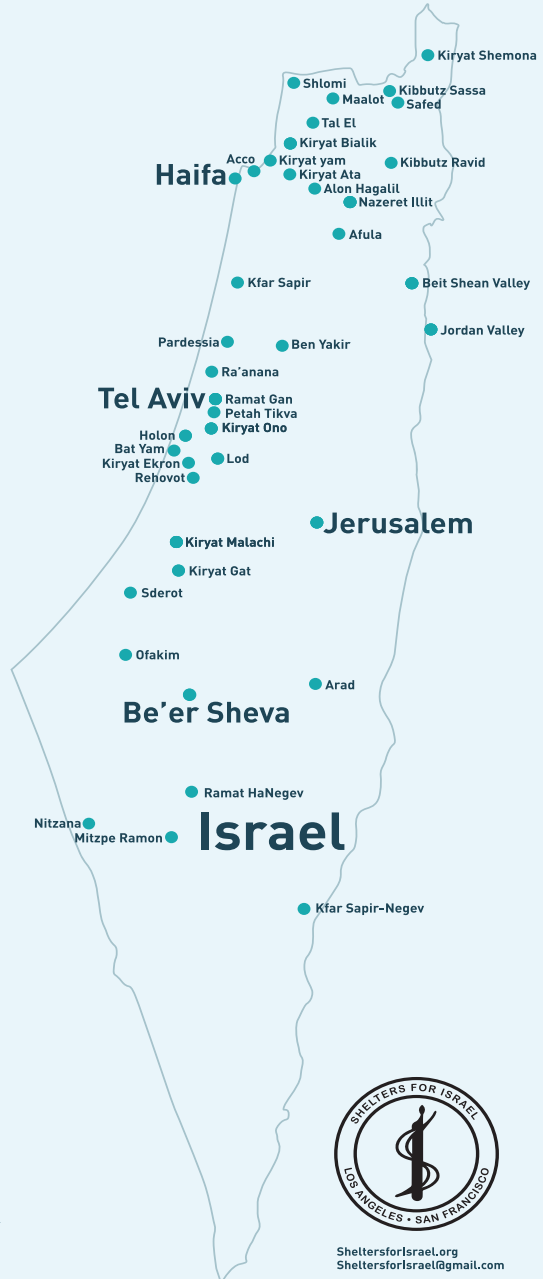 Kiryat Shemona
Shlomi
Kibbutz Sassa
Maalot
Safed
Tal El
Kiryat Bialik
Acco
Kiryat yam
Kibbutz Ravid
Haifa
Kiryat Ata
Alon Hagalil
Nazeret Illit
Afula
Kfar Sapir
Beit Shean Valley
Jordan Valley
Pardessia
Ben Yakir
Ra'anana
Tel Aviv
Ramat Gan
Petah Tikva
Kiryat Ono
Holon
Bat Yam
Lod
Kiryat Ekron
Rehovot
Jerusalem
Kiryat Malachi
Kiryat Gat
Sderot
Ofakim
Arad
Be'er Sheva
Ramat HaNegev
Nitzana
Israel
Mitzpe Ramon
Kfar Sapir-Negev
SHELTERS FOR ISRAEL
LOS ANGELES • SAN FRANCISCO
SheltersforIsrael.org
SheltersforIsrael@gmail.com